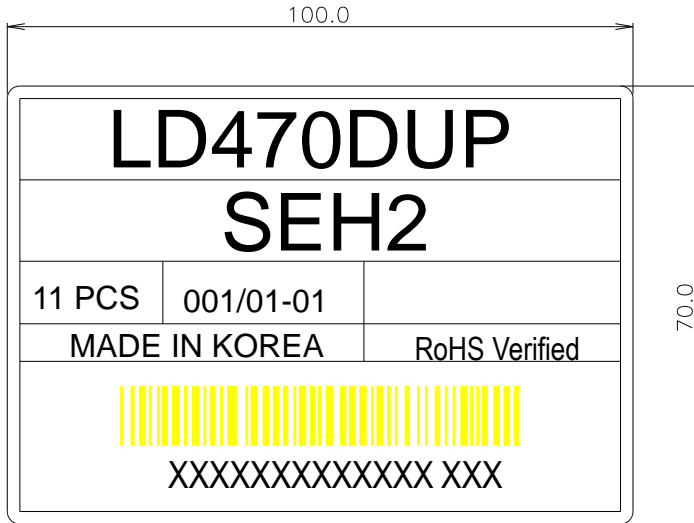 100.0
LD470DUP
SEH2
11 PCS 001/01-01
70.0
MADE IN KOREA RoHS Verified
XXXXXXXXXXXXX XXX